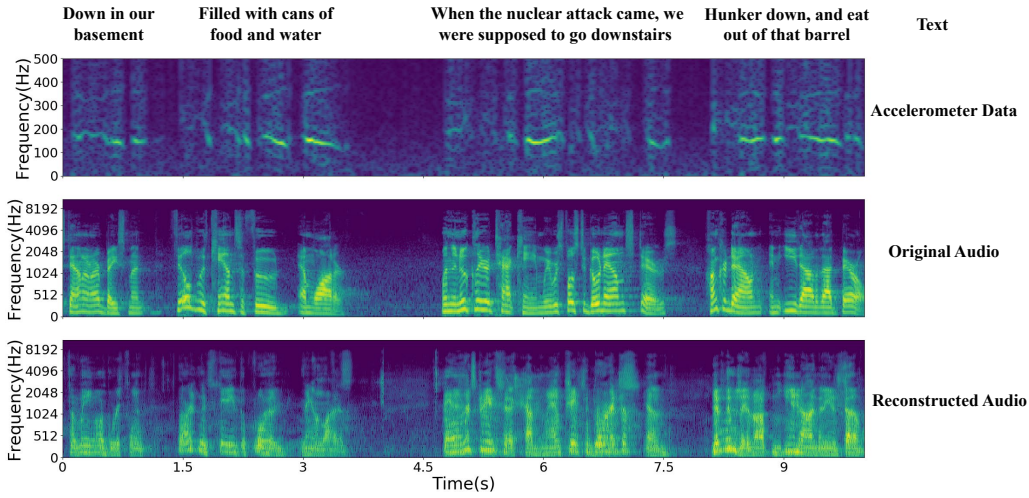 Down in our
basement
Filled with cans of
food and water
When the nuclear attack came, we
were supposed to go downstairs
Hunker down, and eat
out of that barrel
Text
Frequency(Hz)
500
400
300
200
100
0
Accelerometer Data
Frequency(Hz)
8192
4096
2048
1024
512
0
Original Audio
Frequency(Hz)
8192
4096
2048
1024
512
0
Reconstructed Audio
0 1.5 3 4.5 6 7.5 9
Time(s)